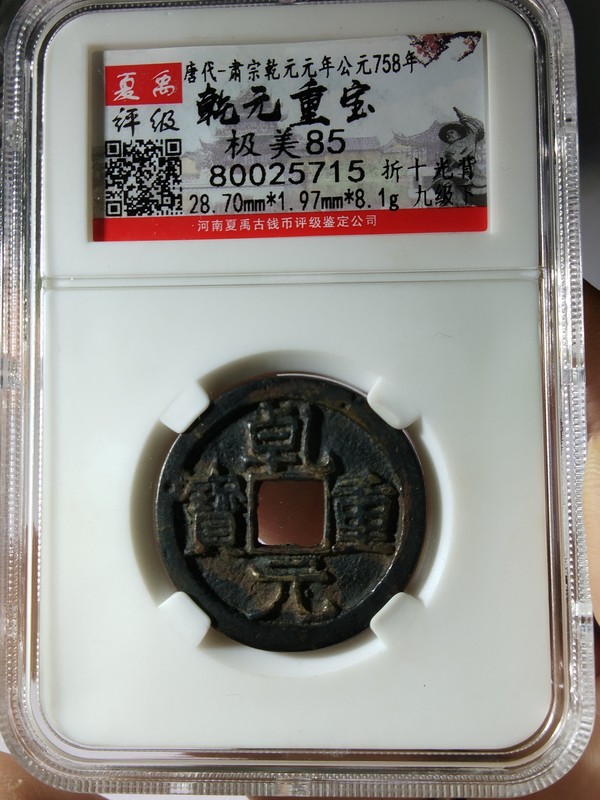 唐代-肃宗乾元元年公元758年
夏禹
评级
乾元重宝
极美85
80025715 折十光背
28.70mm*1.97mm*8.1g 九级下
河南夏禹古钱币评级鉴定公司
乾
寶 重
元